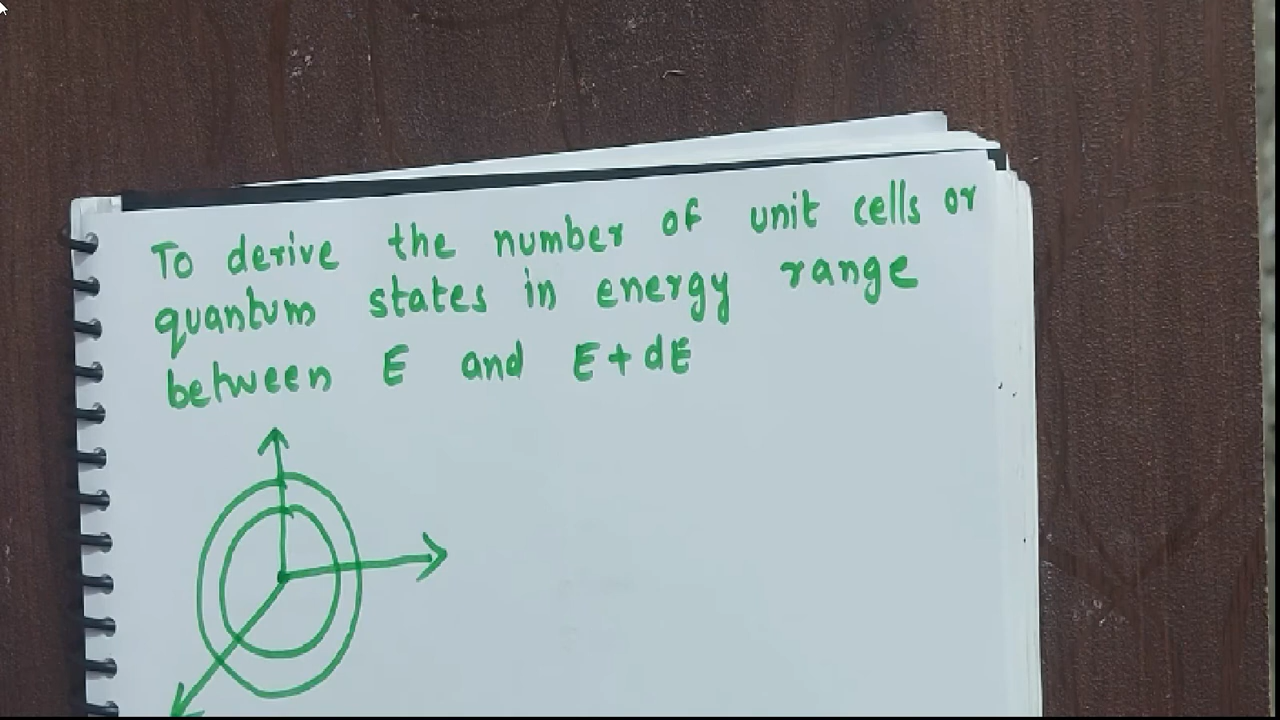 To derive the number of unit cells or
quantum states in energy range
between E and E + dE